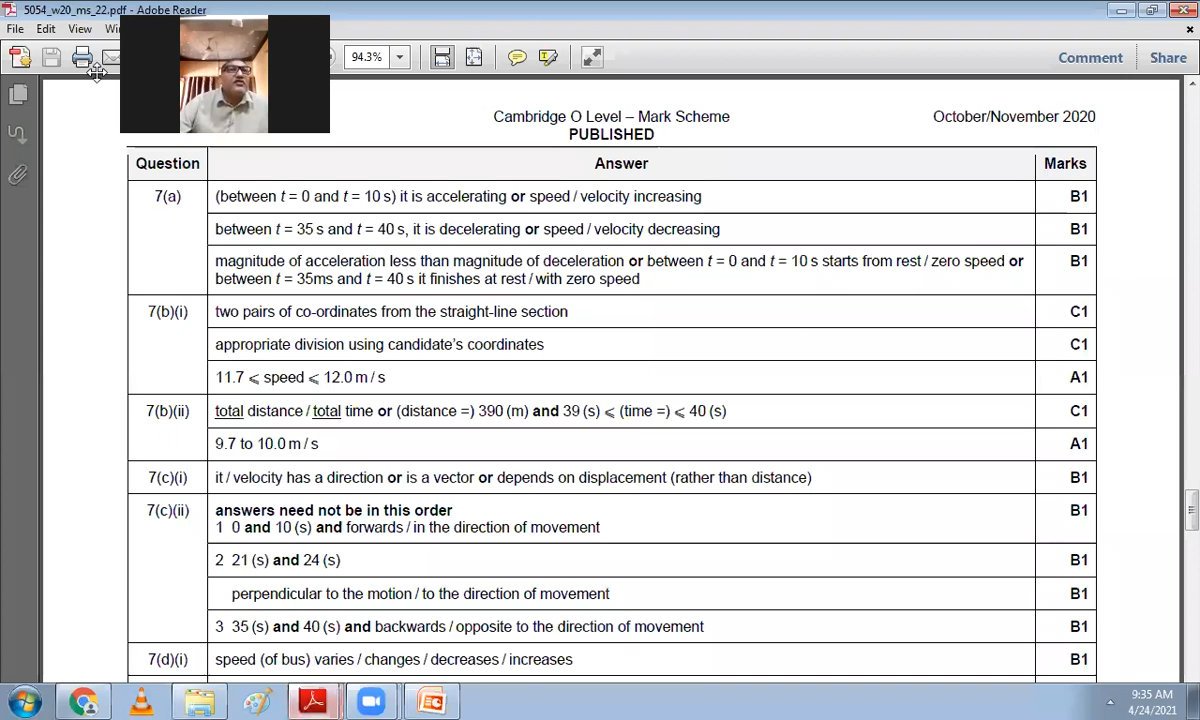 5054_w20_ms_22.pdf - Adobe Reader
File Edit View
94.3%
Comment Share
Cambridge O Level – Mark Scheme
PUBLISHED
October/November 2020
Question Answer Marks
7(a) (between t = 0 and t = 10 s) it is accelerating or speed / velocity increasing B1
between t = 35 s and t = 40 s, it is decelerating or speed / velocity decreasing B1
magnitude of acceleration less than magnitude of deceleration or between t = 0 and t = 10 s starts from rest / zero speed or B1
between t = 35ms and t = 40 s it finishes at rest / with zero speed
7(b)(i) two pairs of co-ordinates from the straight-line section C1
appropriate division using candidate's coordinates C1
11.7 ⩽ speed ⩽ 12.0 m / s A1
7(b)(ii) total distance / total time or (distance =) 390 (m) and 39 (s) ⩽ (time =) ⩽ 40 (s) C1
9.7 to 10.0 m / s A1
7(c)(i) it / velocity has a direction or is a vector or depends on displacement (rather than distance) B1
7(c)(ii) answers need not be in this order B1
1 0 and 10 (s) and forwards / in the direction of movement
2 21 (s) and 24 (s) B1
perpendicular to the motion / to the direction of movement B1
3 35 (s) and 40 (s) and backwards / opposite to the direction of movement B1
7(d)(i) speed (of bus) varies / changes / decreases / increases B1
9:35 AM
4/24/2021